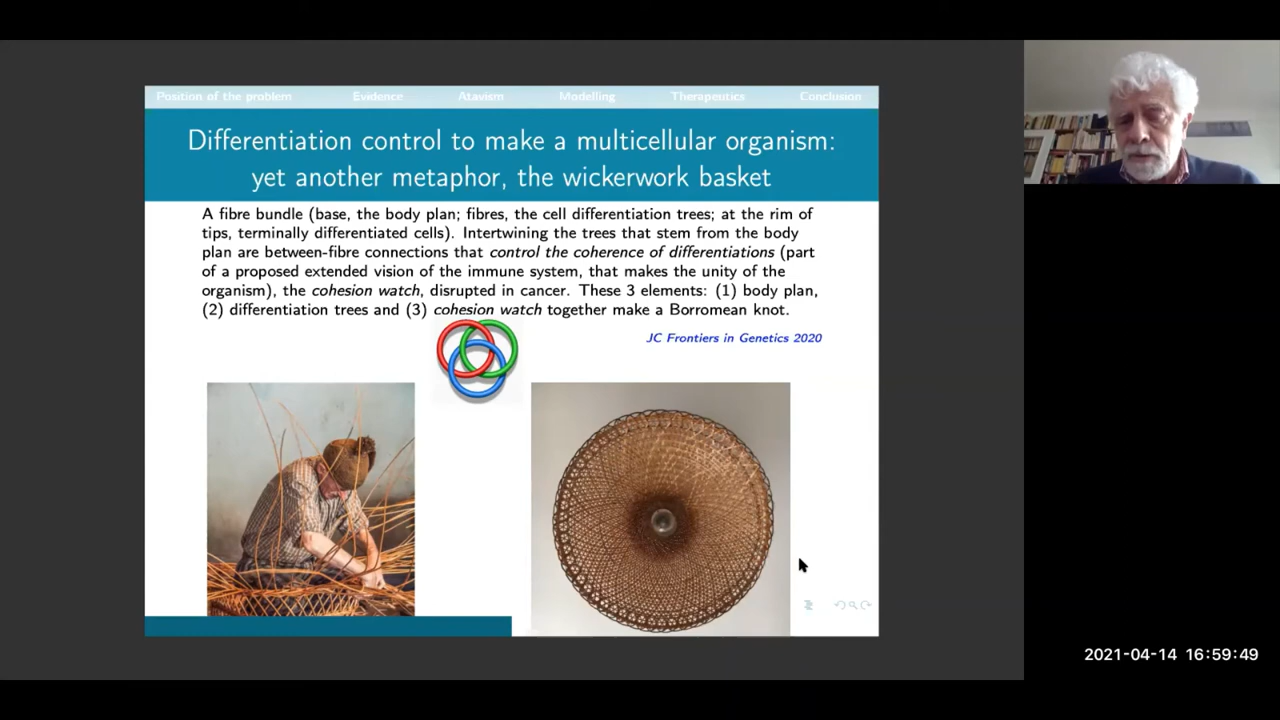 Position of the problem Evidence Atavism Modelling Therapeutics Conclusion
Differentiation control to make a multicellular organism:
yet another metaphor, the wickerwork basket
A fibre bundle (base, the body plan; fibres, the cell differentiation trees; at the rim of
tips, terminally differentiated cells). Intertwining the trees that stem from the body
plan are between-fibre connections that control the coherence of differentiations (part
of a proposed extended vision of the immune system, that makes the unity of the
organism), the cohesion watch, disrupted in cancer. These 3 elements: (1) body plan,
(2) differentiation trees and (3) cohesion watch together make a Borromean knot.
JC Frontiers in Genetics 2020
2021-04-14 16:59:49